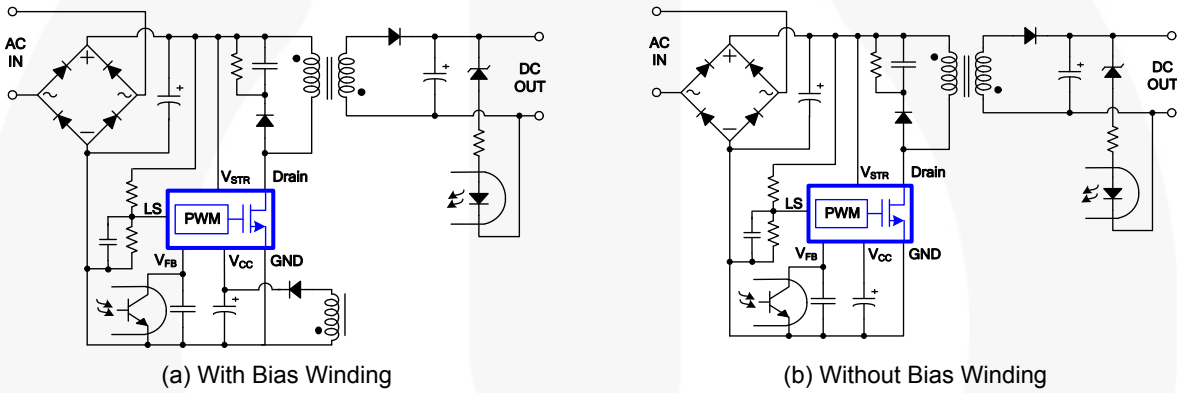 AC
IN
+
~
~
−
+
+
DC
OUT
VSTR
Drain
LS
PWM
VFB
VCC
GND
+
(a) With Bias Winding
AC
IN
+
~
~
−
+
+
DC
OUT
VSTR
Drain
LS
PWM
VFB
VCC
GND
+
(b) Without Bias Winding